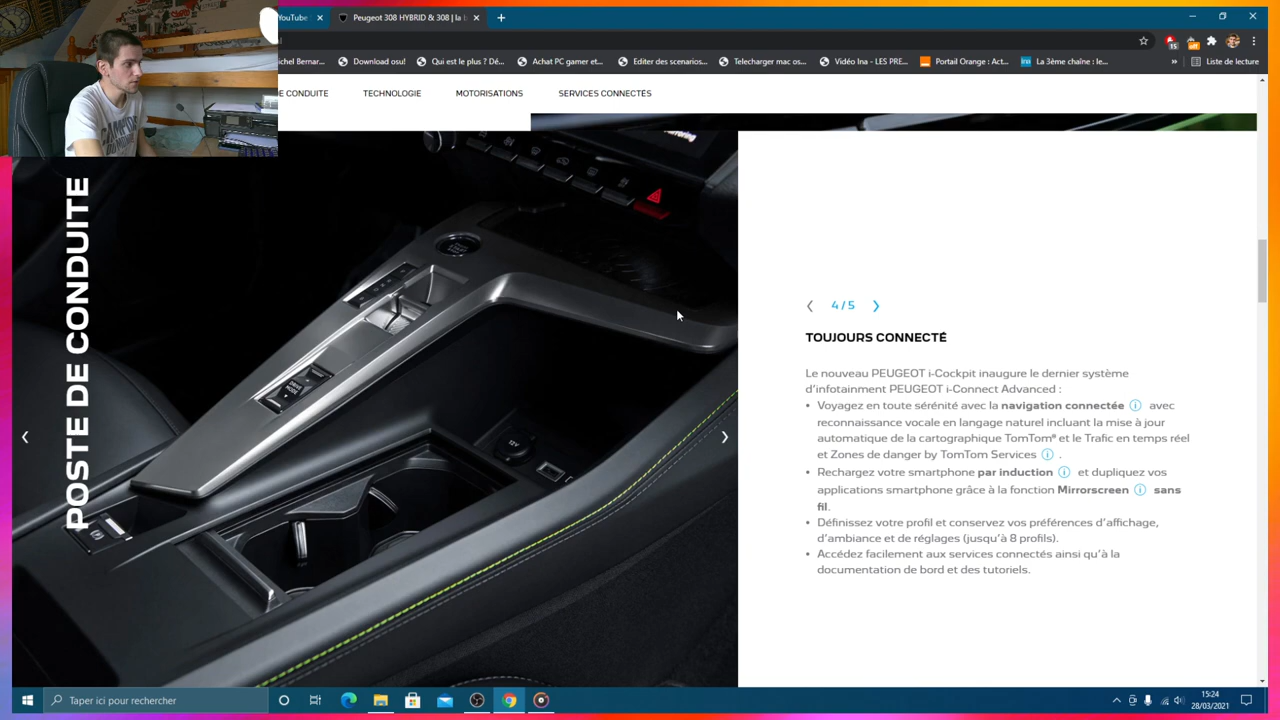 YouTube
Peugeot 308 HYBRID & 308 | la
ichel Bernar...
Download osu!
Qui est le plus ? Dé...
Achat PC gamer et...
Editer des scenarios...
Telecharger mac os...
Vidéo Ina - LES PRE...
Portail Orange : Act...
La 3ème chaîne : le...
»
Liste de lecture
E CONDUITE
TECHNOLOGIE
MOTORISATIONS
SERVICES CONNECTÉS
POSTE DE CONDUITE
DRIVE
MODE
12V
4 / 5
TOUJOURS CONNECTÉ
Le nouveau PEUGEOT i-Cockpit inaugure le dernier système
d'infotainment PEUGEOT i-Connect Advanced :
• Voyagez en toute sérénité avec la navigation connectée ⓘ avec
reconnaissance vocale en langage naturel incluant la mise à jour
automatique de la cartographique TomTom® et le Trafic en temps réel
et Zones de danger by TomTom Services ⓘ .
• Rechargez votre smartphone par induction ⓘ et dupliquez vos
applications smartphone grâce à la fonction Mirrorscreen ⓘ sans
fil.
• Définissez votre profil et conservez vos préférences d'affichage,
d'ambiance et de réglages (jusqu'à 8 profils).
• Accédez facilement aux services connectés ainsi qu'à la
documentation de bord et des tutoriels.
Taper ici pour rechercher
15:24
28/03/2021